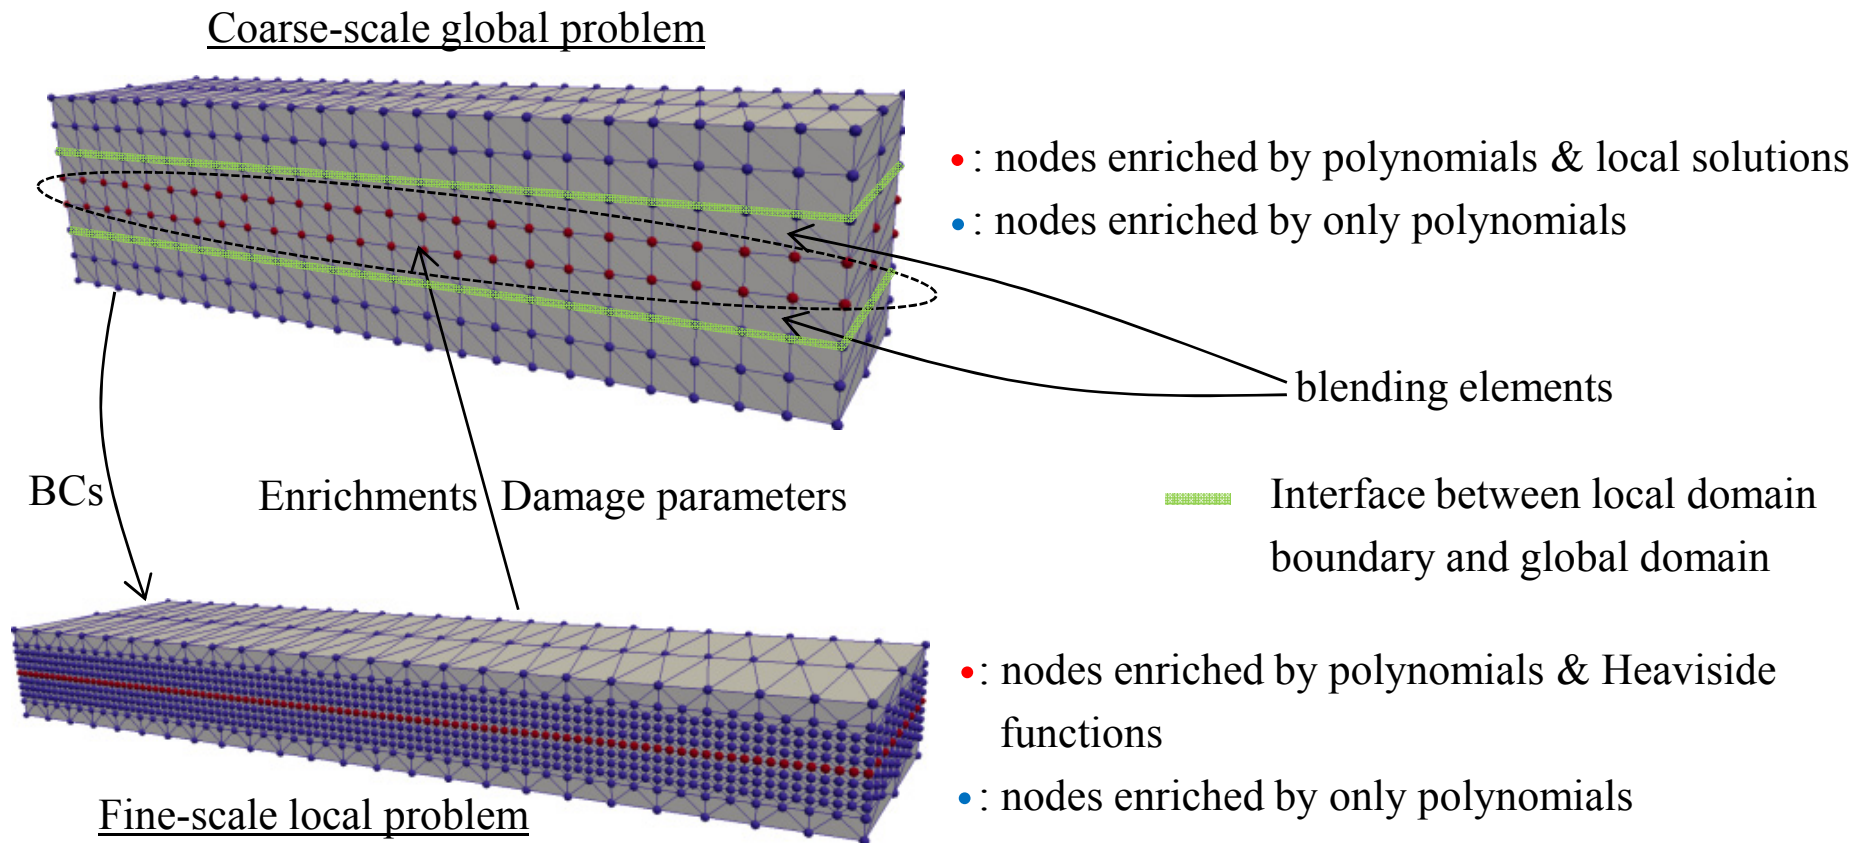 Coarse-scale global problem
: nodes enriched by polynomials & local solutions
: nodes enriched by only polynomials
blending elements
BCs
Enrichments
Damage parameters
Interface between local domain
boundary and global domain
: nodes enriched by polynomials & Heaviside
functions
: nodes enriched by only polynomials
Fine-scale local problem